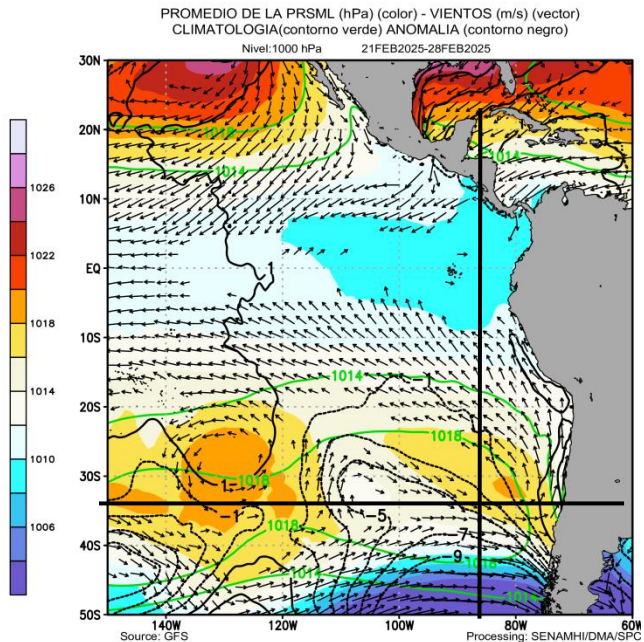 PROMEDIO DE LA PRSML (hPa) (color) - VIENTOS (m/s) (vector)
CLIMATOLOGIA(contorno verde) ANOMALIA (contorno negro)
Nivel:1000 hPa 21FEB2025-28FEB2025
30N
20N
10N
EQ
10S
20S
30S
40S
50S
140W 120W 100W 80W 60W
1026
1022
1018
1014
1010
1006
1018
1014
1014
1014
-1
1018
1018
-1
-1
-5
1018
-7
-9
1018
1014
1014
Source: GFS
Processing: SENAMHI/DMA/SPC